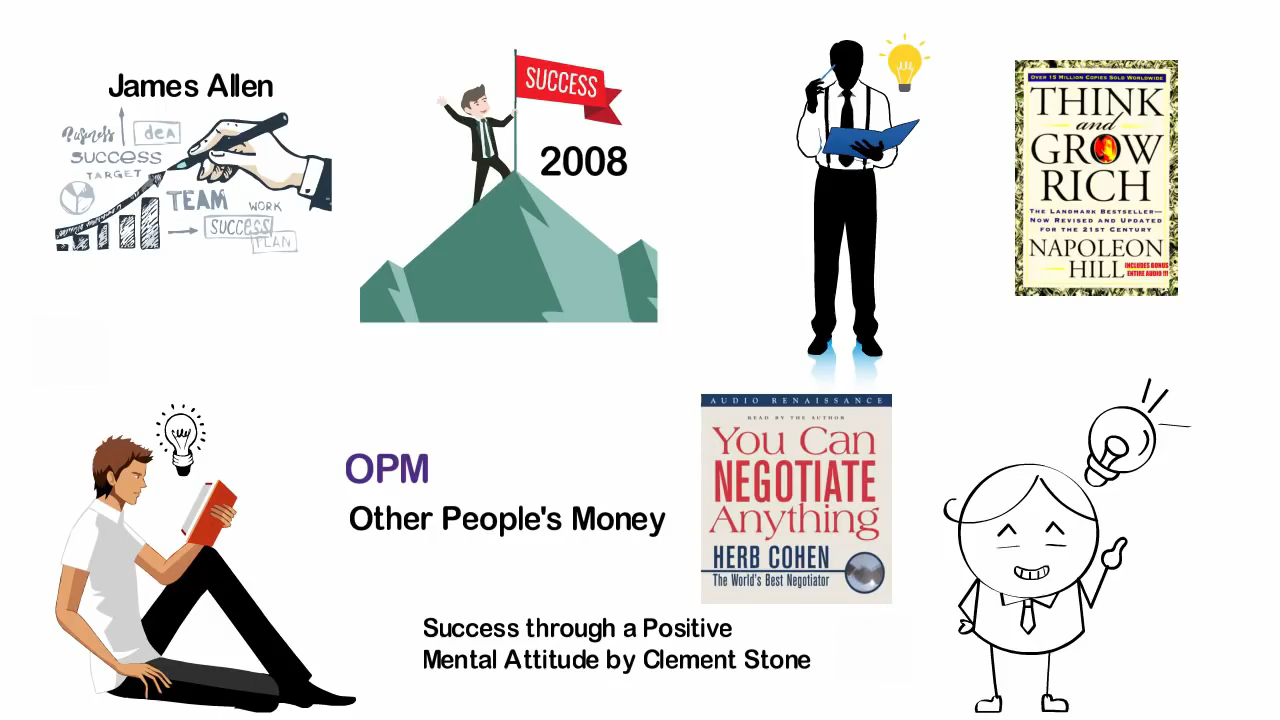 James Allen
Business
ideA
SUCCESS
TARGET
TEAM
WORK
SUCCESS
PLAN
SUCCESS
2008
OVER 15 MILLION COPIES SOLD WORLDWIDE
THINK
and
GROW
RICH
THE LANDMARK BESTSELLER—
NOW REVISED AND UPDATED
FOR THE 21ST CENTURY
NAPOLEON
HILL
INCLUDES BONUS
ENTIRE AUDIO !!!
OPM
Other People's Money
AUDIO RENAISSANCE
READ BY THE AUTHOR
You Can
NEGOTIATE
Anything
HERB COHEN
The World's Best Negotiator
Success through a Positive
Mental Attitude by Clement Stone